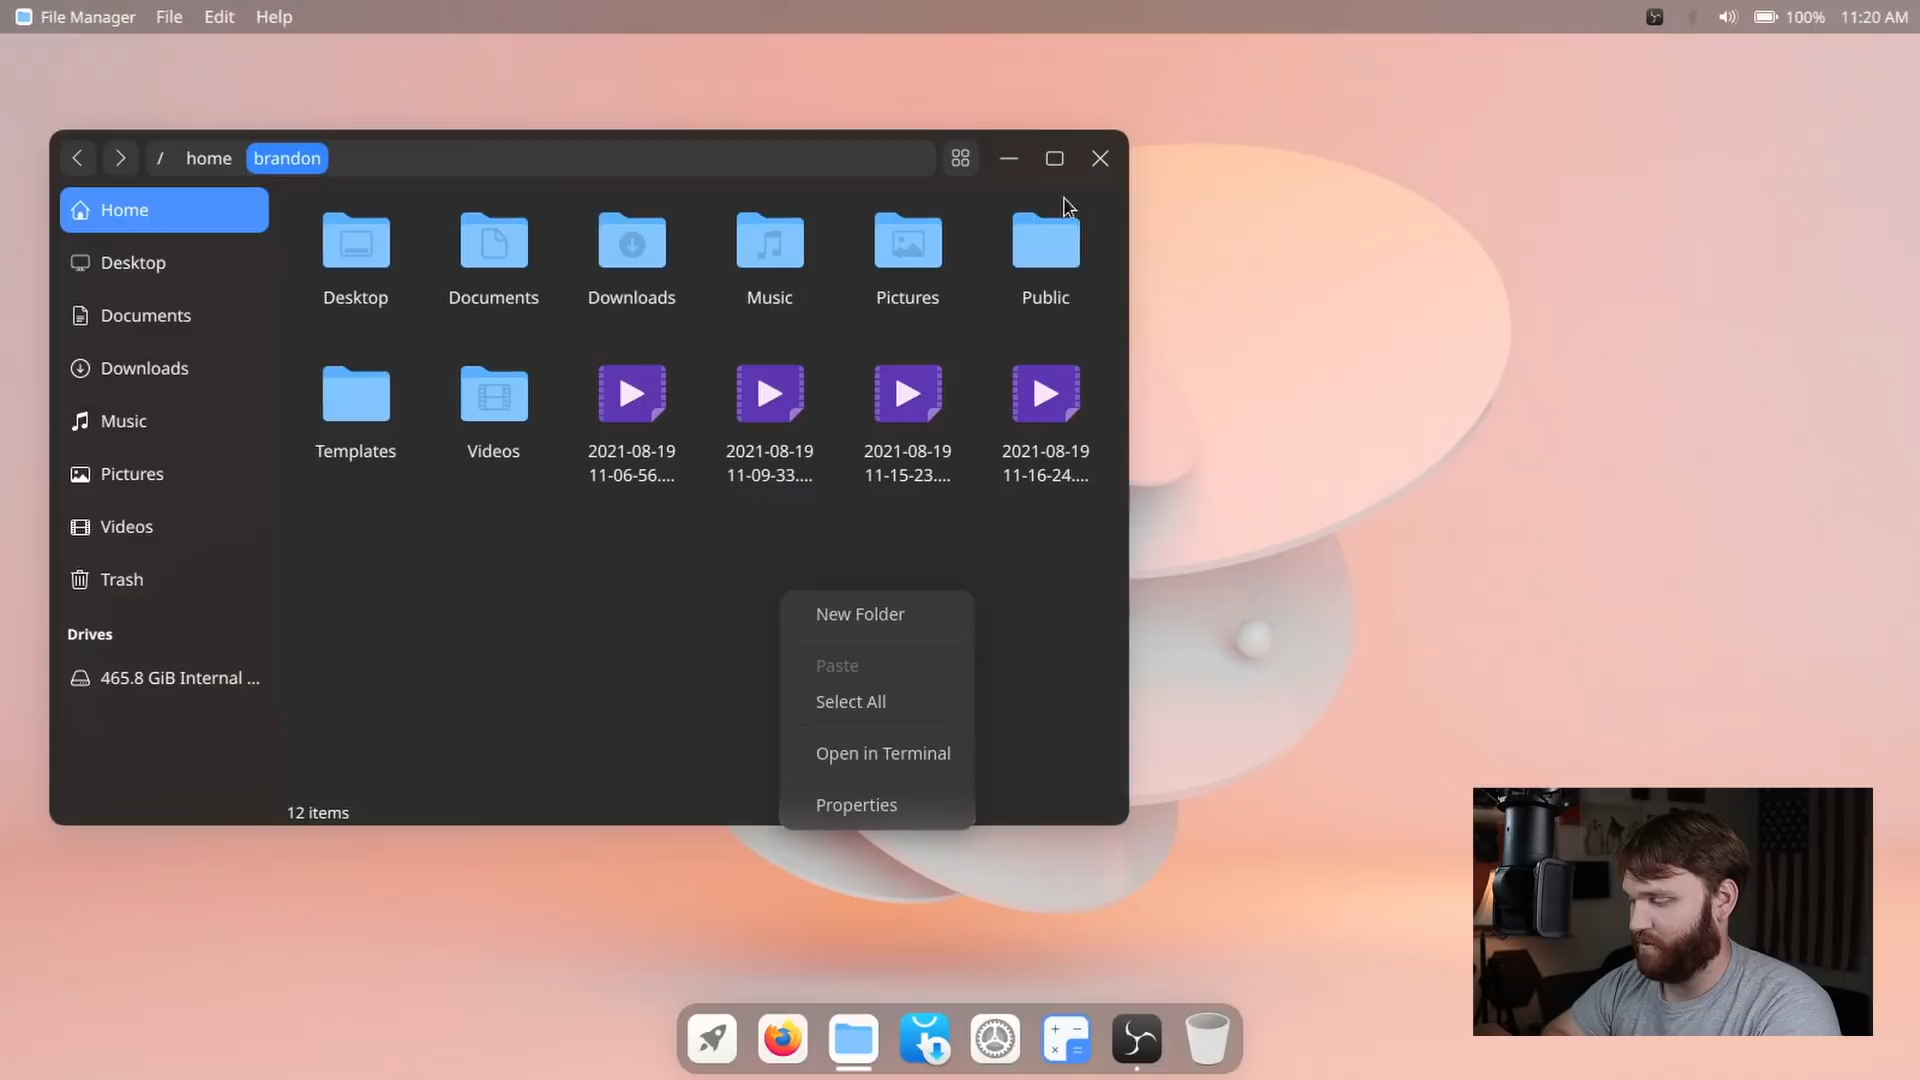 File Manager File Edit Help
100% 11:20 AM
/ home brandon
Home
Desktop
Documents
Downloads
Music
Pictures
Videos
Trash
Drives
465.8 GiB Internal ...
Desktop Documents Downloads Music Pictures Public
Templates Videos 2021-08-19 2021-08-19 2021-08-19 2021-08-19
11-06-56.... 11-09-33.... 11-15-23.... 11-16-24....
New Folder
Paste
Select All
Open in Terminal
Properties
12 items